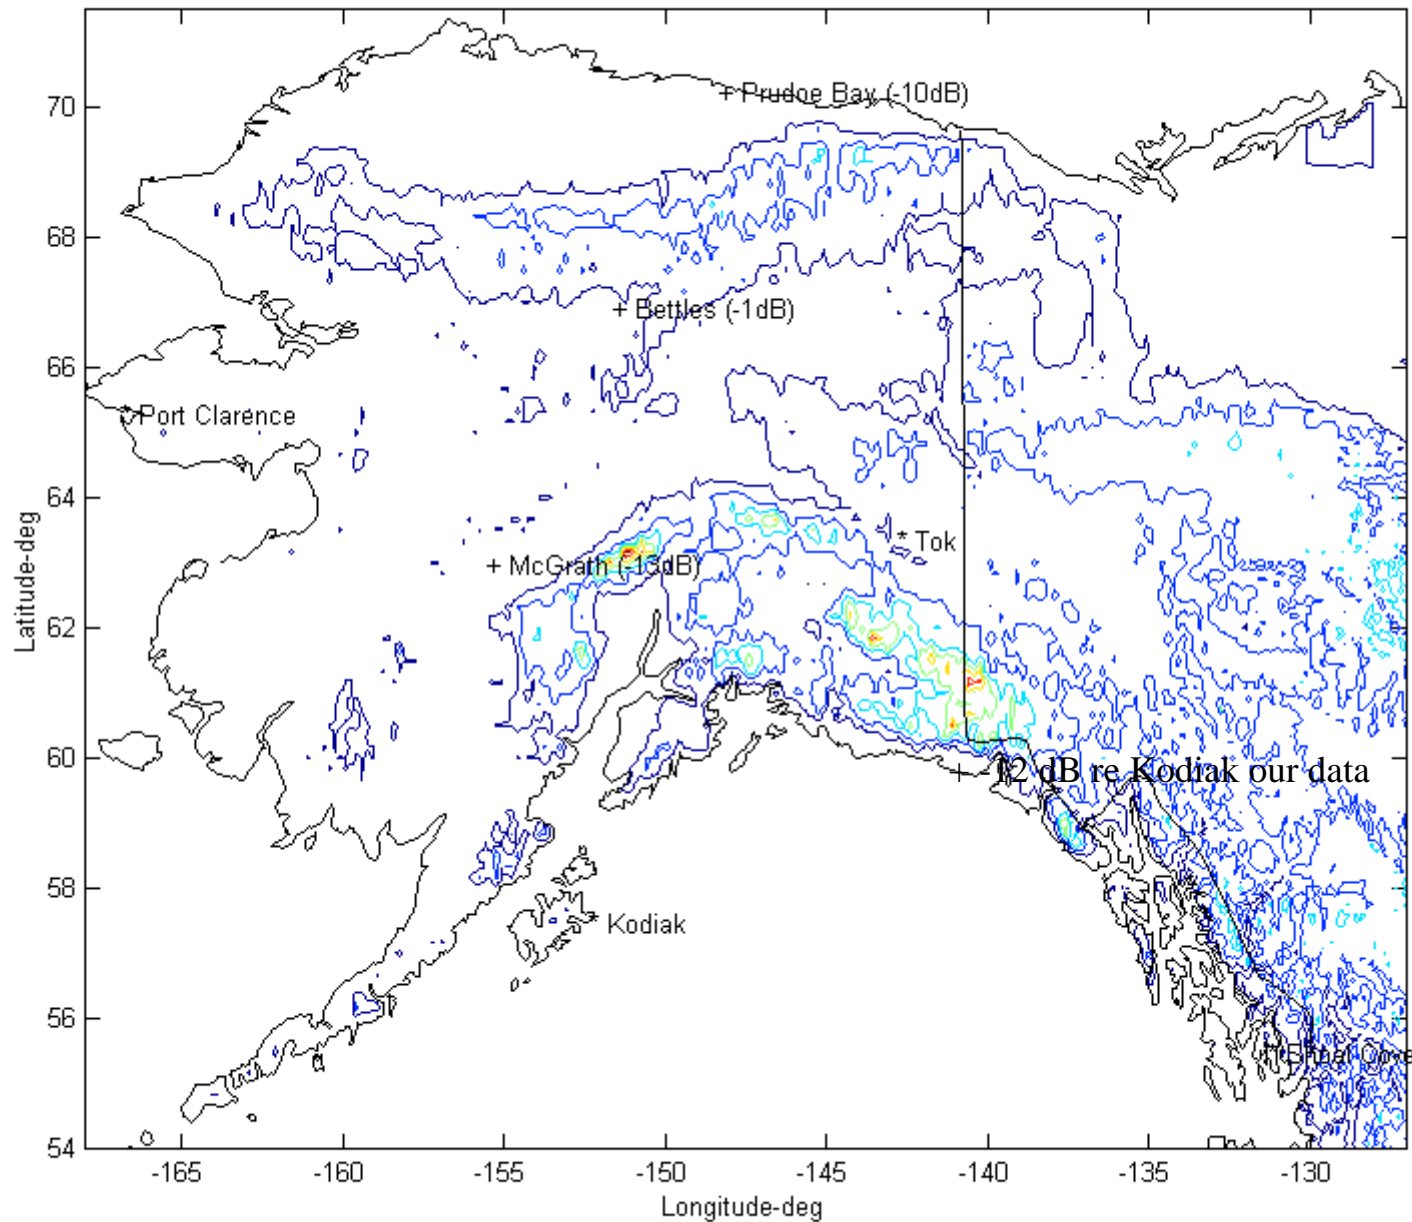 70
+ Prudoe Bay (-10dB)
68
+ Bettles (-1dB)
66
Port Clarence
64
* Tok
+ McGrath (-13dB)
62
Latitude-deg
60
+ -12 dB re Kodiak our data
58
Kodiak
56
Shoal Cove
54
-165 -160 -155 -150 -145 -140 -135 -130
Longitude-deg